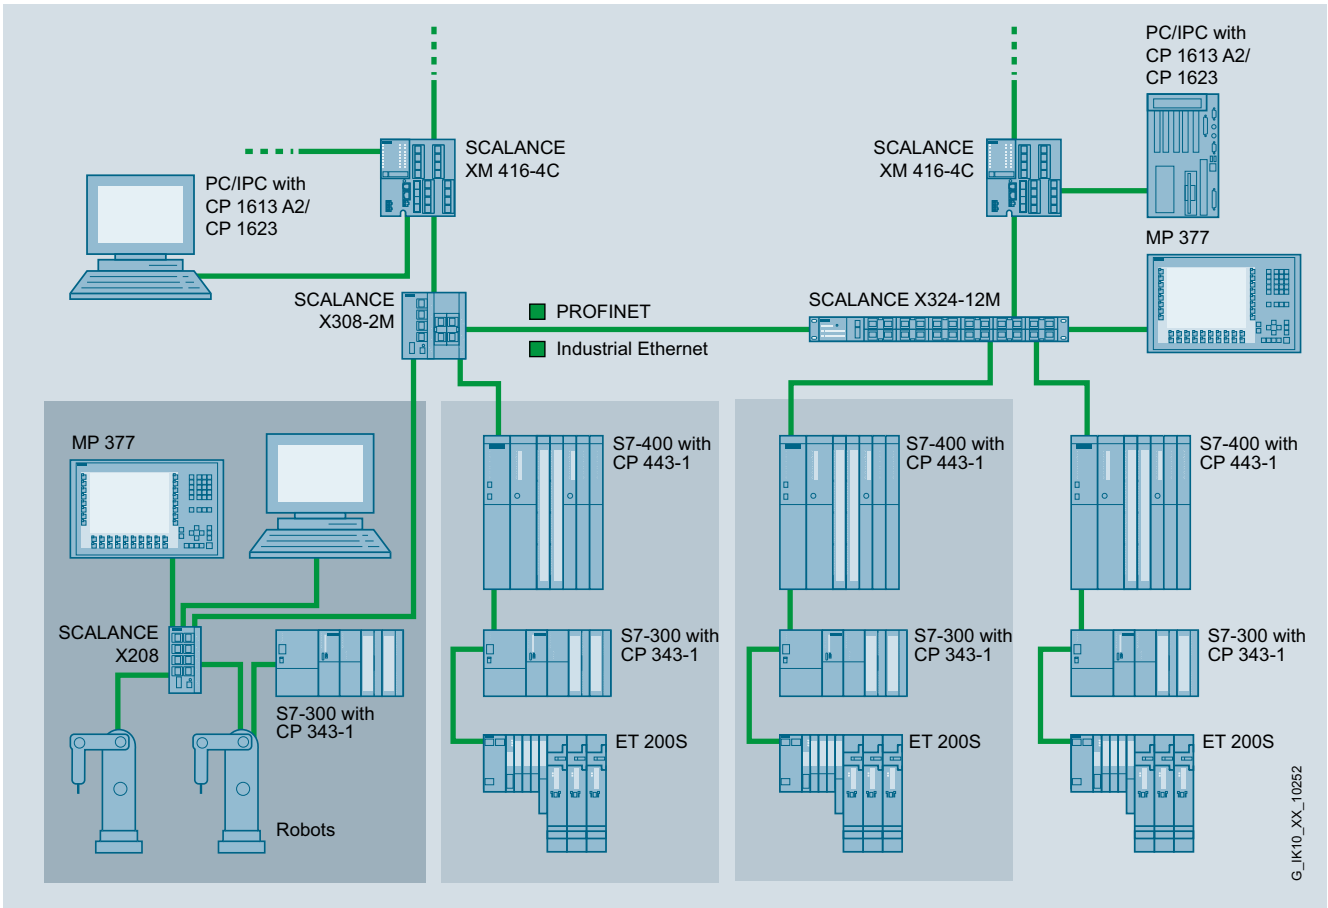 PC/IPC with
CP 1613 A2/
CP 1623
SCALANCE
XM 416-4C
SCALANCE
XM 416-4C
PC/IPC with
CP 1613 A2/
CP 1623
MP 377
SCALANCE
X308-2M
PROFINET
Industrial Ethernet
SCALANCE X324-12M
MP 377
S7-400 with
CP 443-1
S7-400 with
CP 443-1
S7-400 with
CP 443-1
SCALANCE
X208
S7-300 with
CP 343-1
S7-300 with
CP 343-1
S7-300 with
CP 343-1
S7-300 with
CP 343-1
ET 200S
ET 200S
ET 200S
Robots
G_IK10_XX_10252